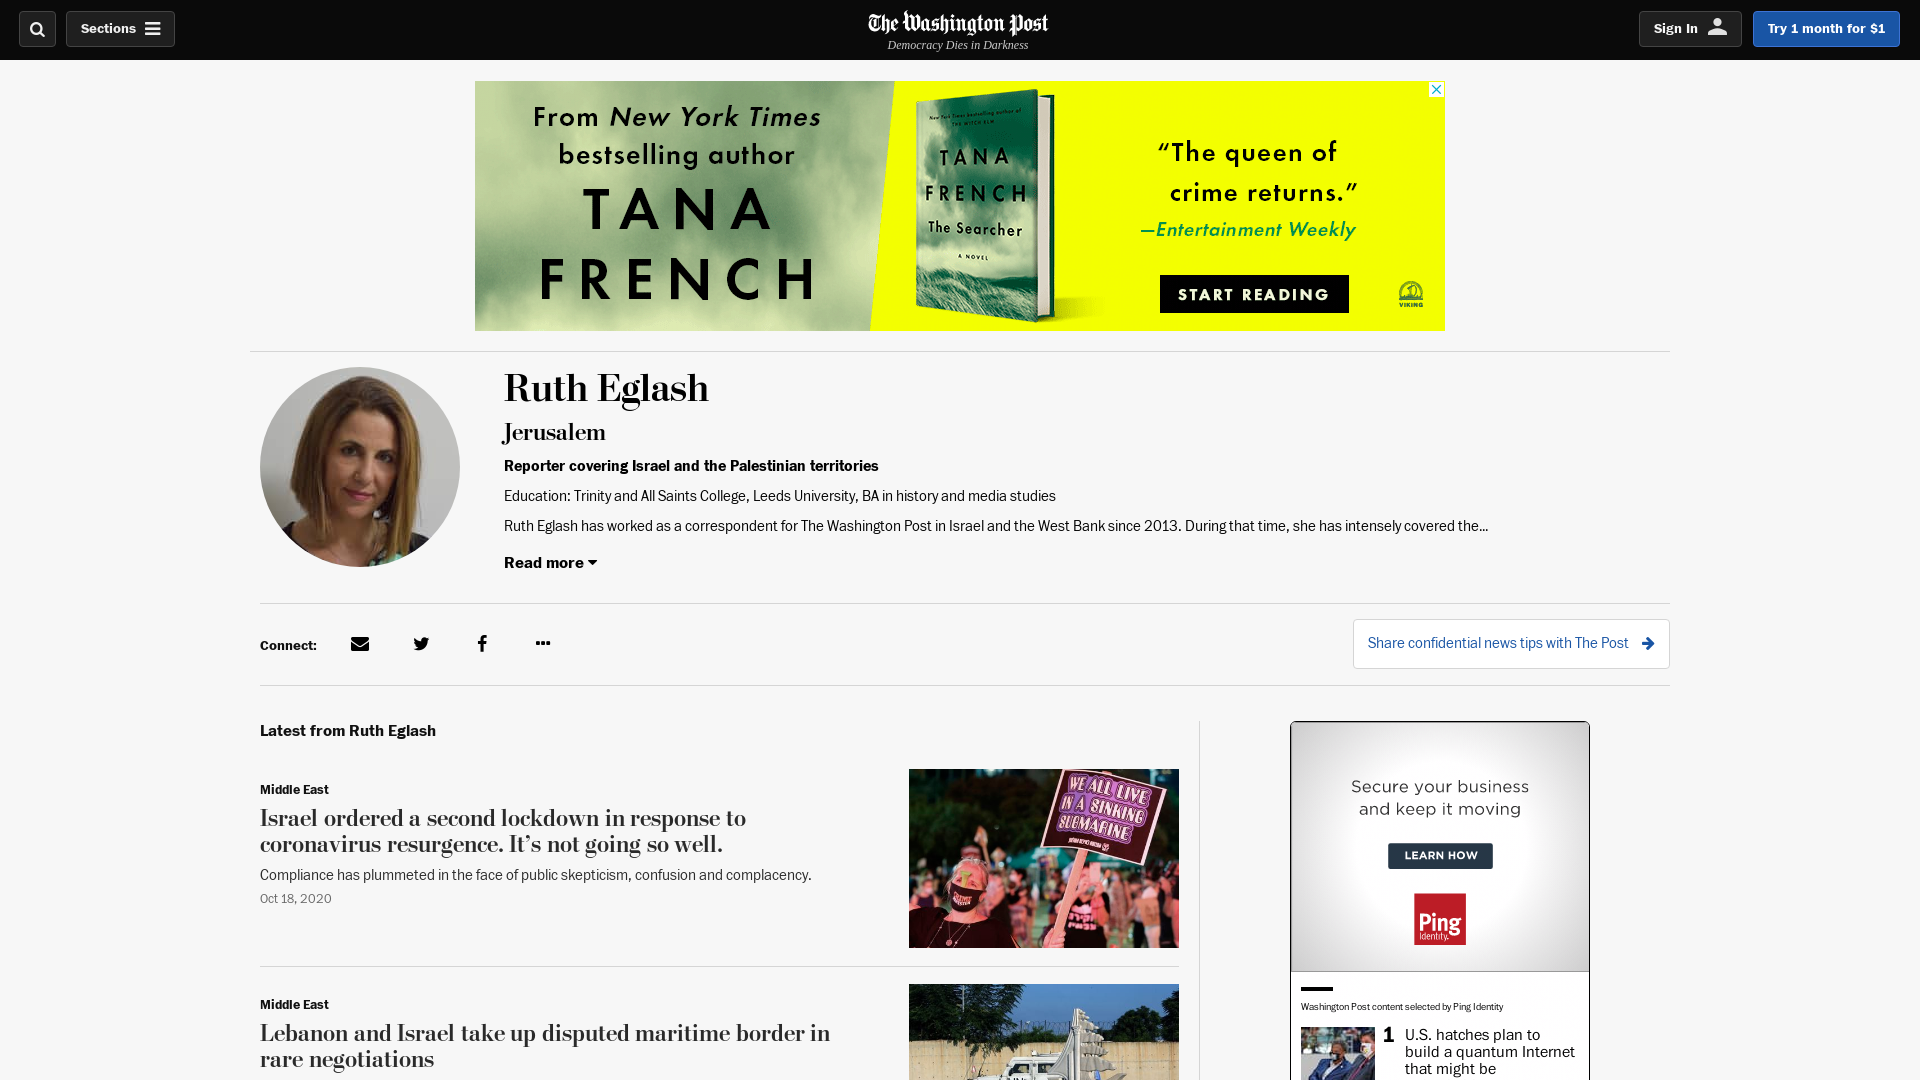 Sections
The Washington Post
Democracy Dies in Darkness
Sign In
Try 1 month for $1
From New York Times
bestselling author
TANA
FRENCH
New York Times bestselling author of
THE WITCH ELM
TANA
FRENCH
The Searcher
A NOVEL
“The queen of
crime returns.”
—Entertainment Weekly
START READING
VIKING
Ruth Eglash
Jerusalem
Reporter covering Israel and the Palestinian territories
Education: Trinity and All Saints College, Leeds University, BA in history and media studies
Ruth Eglash has worked as a correspondent for The Washington Post in Israel and the West Bank since 2013. During that time, she has intensely covered the...
Read more
Connect:
Share confidential news tips with The Post
Latest from Ruth Eglash
Middle East
Israel ordered a second lockdown in response to
coronavirus resurgence. It’s not going so well.
Compliance has plummeted in the face of public skepticism, confusion and complacency.
Oct 18, 2020
WE ALL LIVE
IN A SINKING
SUBMARINE
Middle East
Lebanon and Israel take up disputed maritime border in
rare negotiations
Secure your business
and keep it moving
LEARN HOW
Ping
Identity.
Washington Post content selected by Ping Identity
1
U.S. hatches plan to
build a quantum Internet
that might be